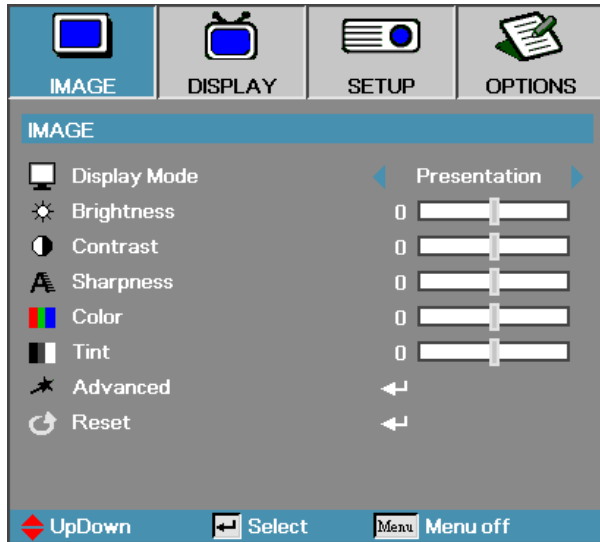 IMAGE DISPLAY SETUP OPTIONS
IMAGE
Display Mode Presentation
Brightness 0
Contrast 0
Sharpness 0
Color 0
Tint 0
Advanced
Reset
UpDown Select Menu Menu off